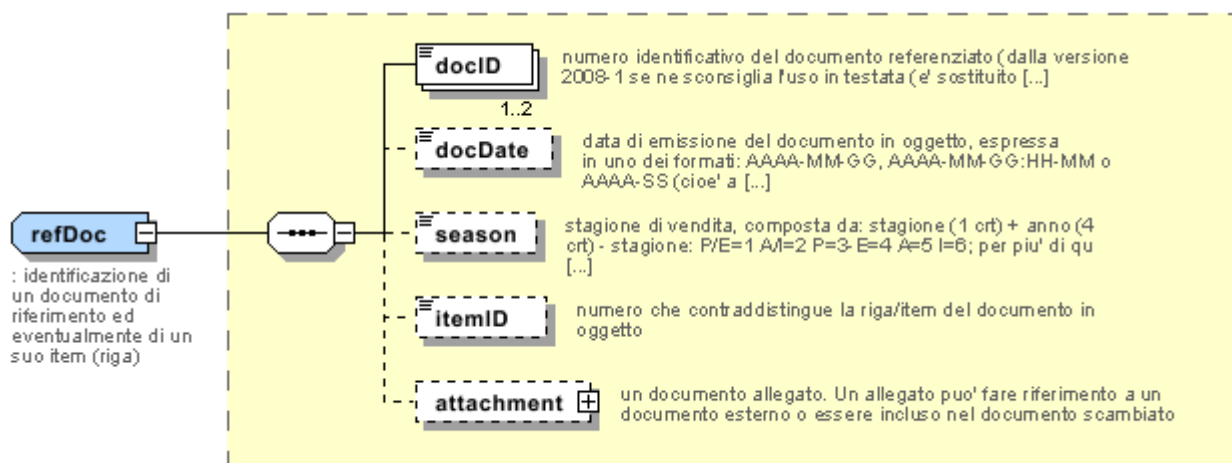 docID
1..2
numero identificativo del documento referenziato (dalla versione
2008-1 se ne sconsiglia l'uso in testata (e' sostituito [...]
docDate
data di emissione del documento in oggetto, espressa
in uno dei formati: AAAA-MM-GG, AAAA-MM-GG:HH-MM o
AAAA-SS (cioe' a [...]
refDoc
: identificazione di
un documento di
riferimento ed
eventualmente di un
suo item (riga)
season
stagione di vendita, composta da: stagione (1 crt) + anno (4
crt) - stagione: P/E=1 A/I=2 P=3 E=4 A=5 I=6; per piu' di qu
[...]
itemID
numero che contraddistingue la riga/item del documento in
oggetto
attachment
un documento allegato. Un allegato puo' fare riferimento a un
documento esterno o essere incluso nel documento scambiato